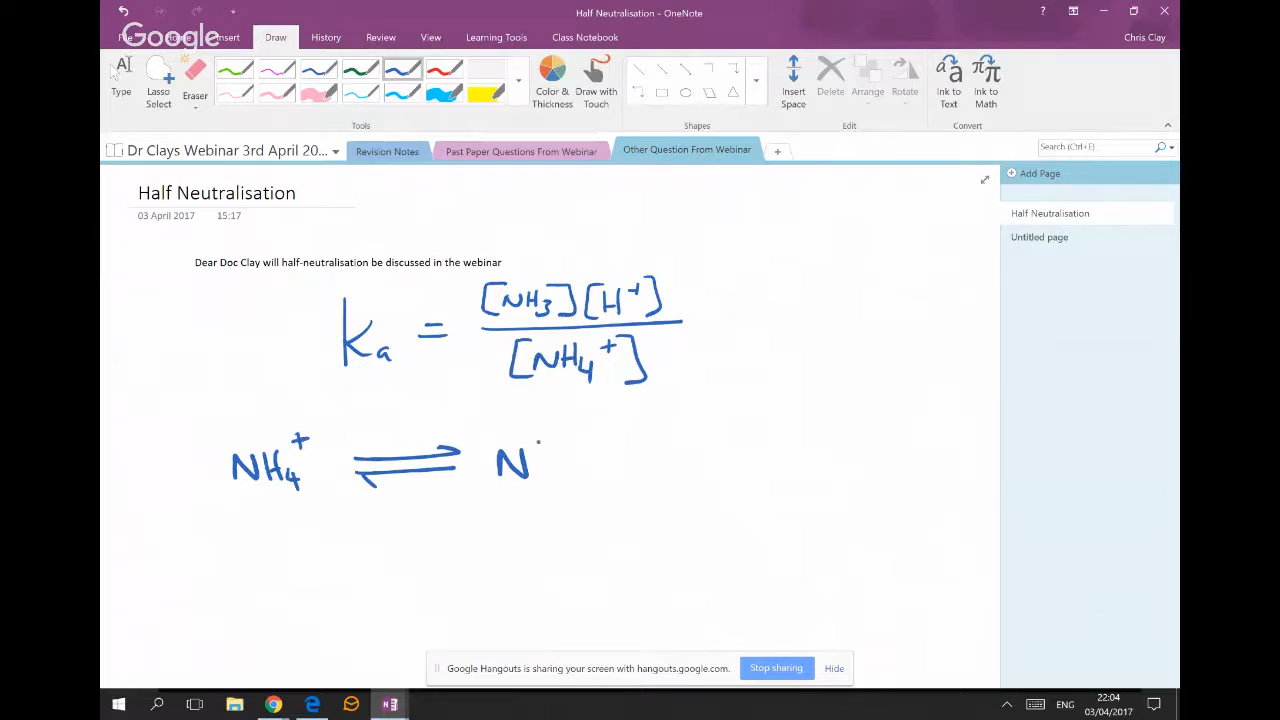 Half Neutralisation - OneNote
?
Chris Clay
Google
File Home Insert Draw History Review View Learning Tools Class Notebook
Type
Lasso Select
Eraser
Color & Thickness
Draw with Touch
Insert Space
Delete
Arrange
Rotate
Ink to Text
Ink to Math
Tools
Shapes
Edit
Convert
Dr Clays Webinar 3rd April 20...
Revision Notes
Past Paper Questions From Webinar
Other Question From Webinar
Search (Ctrl+E)
Half Neutralisation
03 April 2017 15:17
Add Page
Half Neutralisation
Untitled page
Dear Doc Clay will half-neutralisation be discussed in the webinar
Ka = [NH3][H+] / [NH4+]
NH4+ ⇌ N
Google Hangouts is sharing your screen with hangouts.google.com. Stop sharing Hide
ENG
22:04
03/04/2017